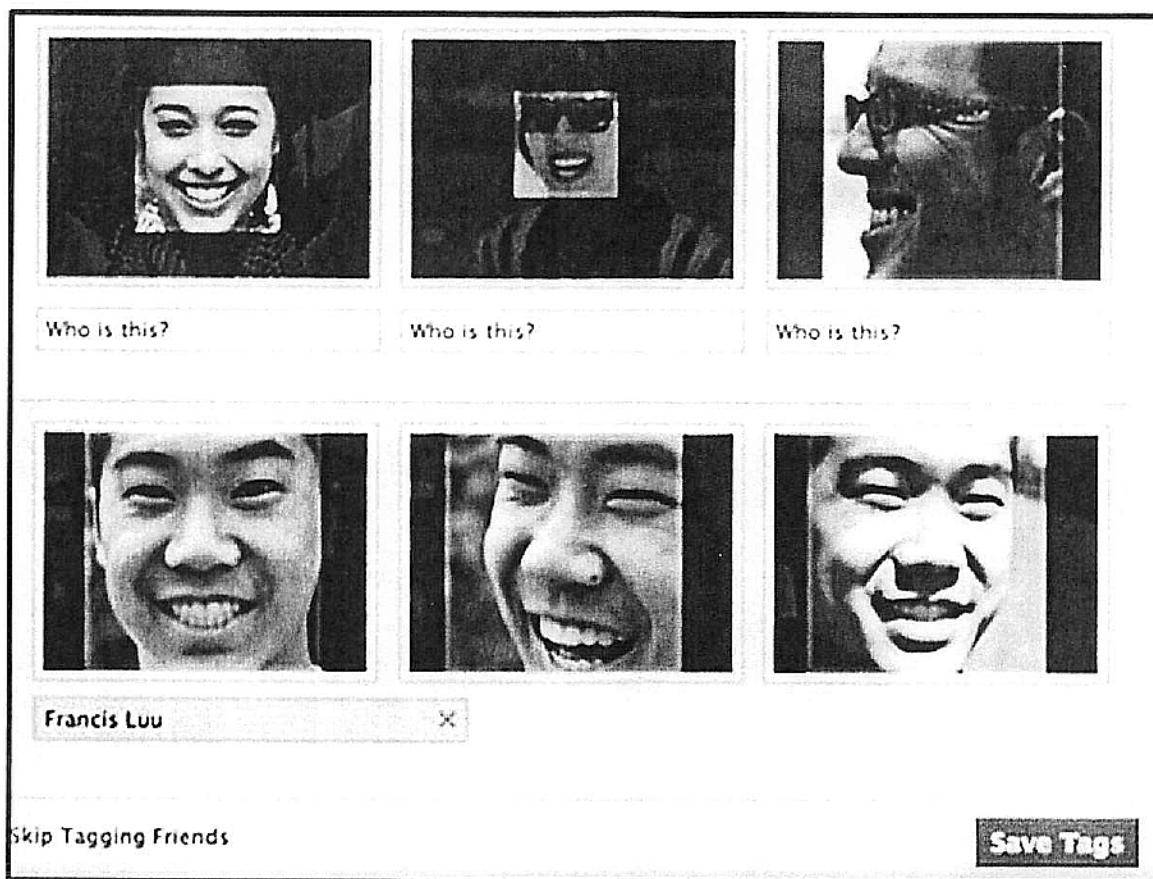 Who is this?
Who is this?
Who is this?
Francis Luu ×
Skip Tagging Friends
Save Tags